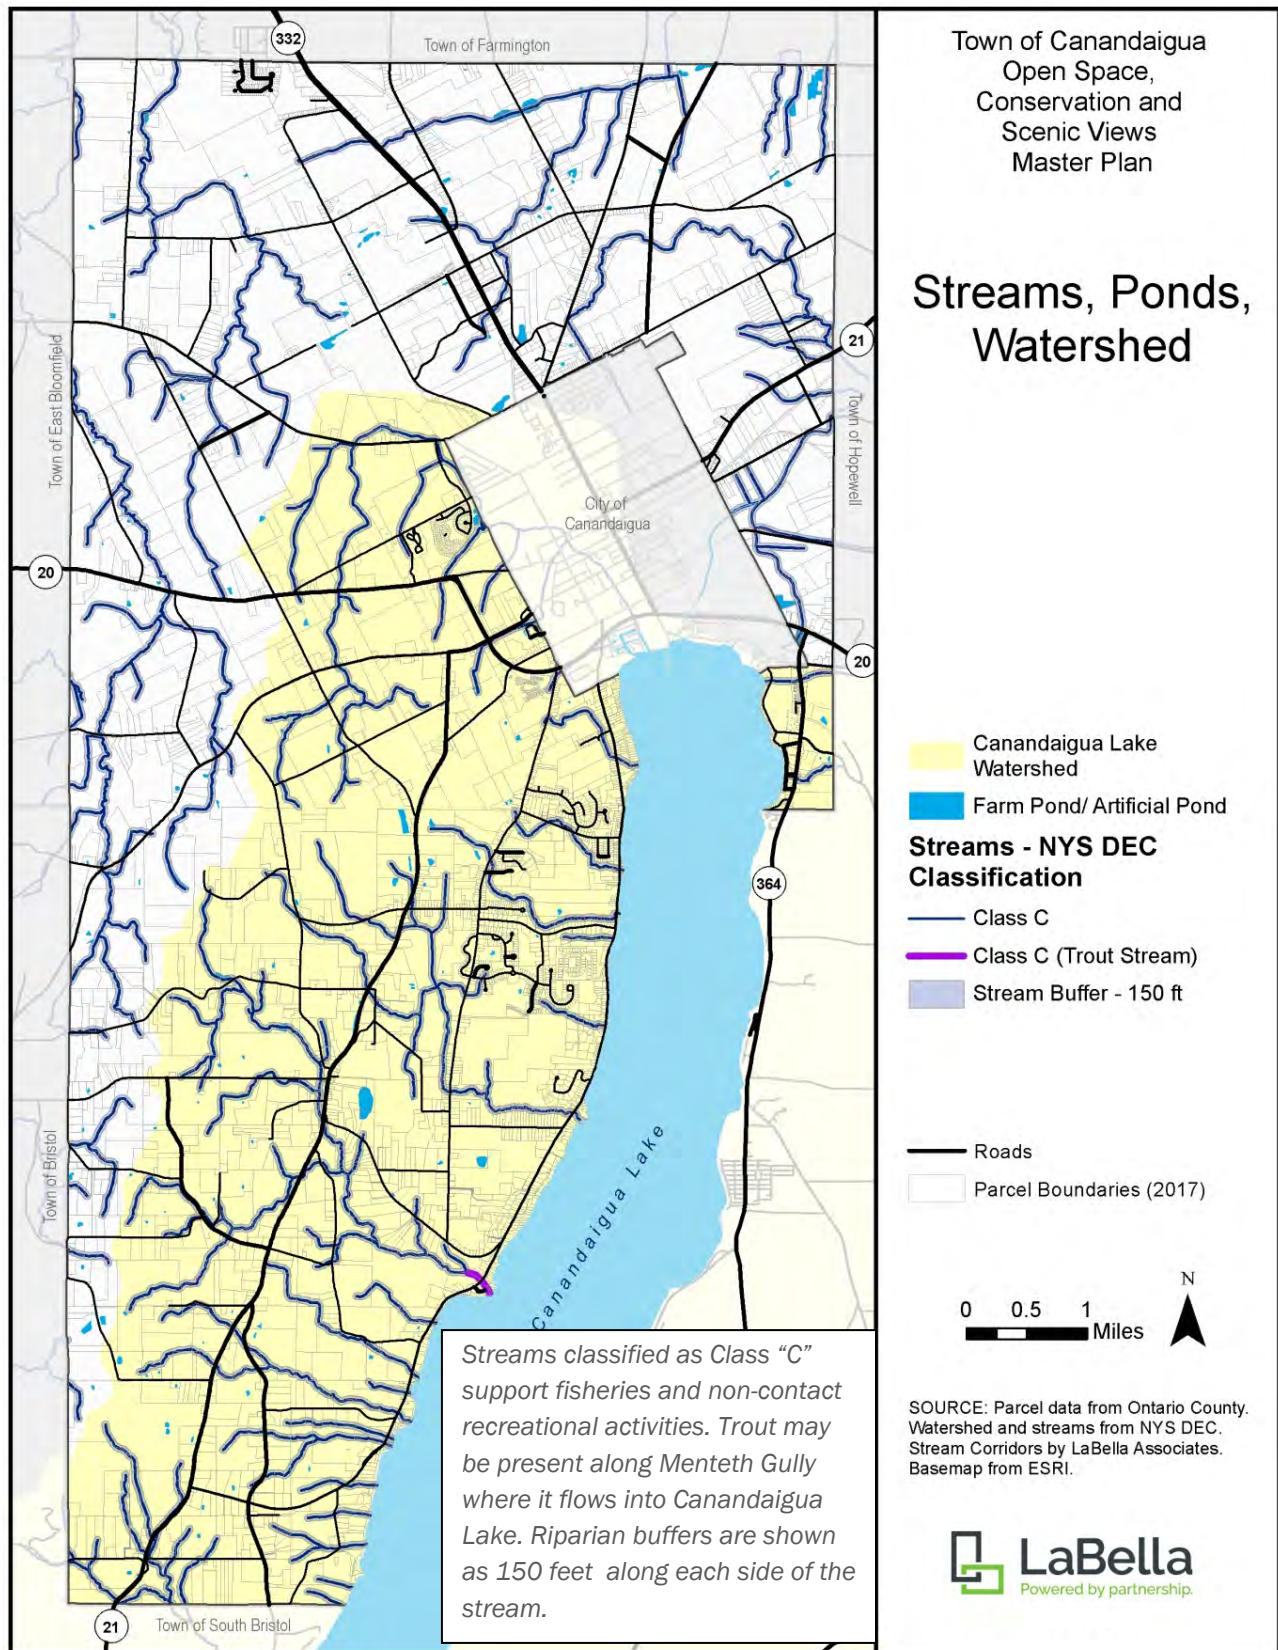 Town of Canandaigua
Open Space,
Conservation and
Scenic Views
Master Plan
Streams, Ponds,
Watershed
Canandaigua Lake
Watershed
Farm Pond/ Artificial Pond
Streams - NYS DEC
Classification
Class C
Class C (Trout Stream)
Stream Buffer - 150 ft
Roads
Parcel Boundaries (2017)
N
0 0.5 1
Miles
SOURCE: Parcel data from Ontario County.
Watershed and streams from NYS DEC.
Stream Corridors by LaBella Associates.
Basemap from ESRI.
LaBella
Powered by partnership.
332
Town of Farmington
21
Town of East Bloomfield
Town of Hopewell
City of
Canandaigua
20
20
364
Town of Bristol
Canandaigua Lake
21
Town of South Bristol
Streams classified as Class “C”
support fisheries and non-contact
recreational activities. Trout may
be present along Menteth Gully
where it flows into Canandaigua
Lake. Riparian buffers are shown
as 150 feet along each side of the
stream.